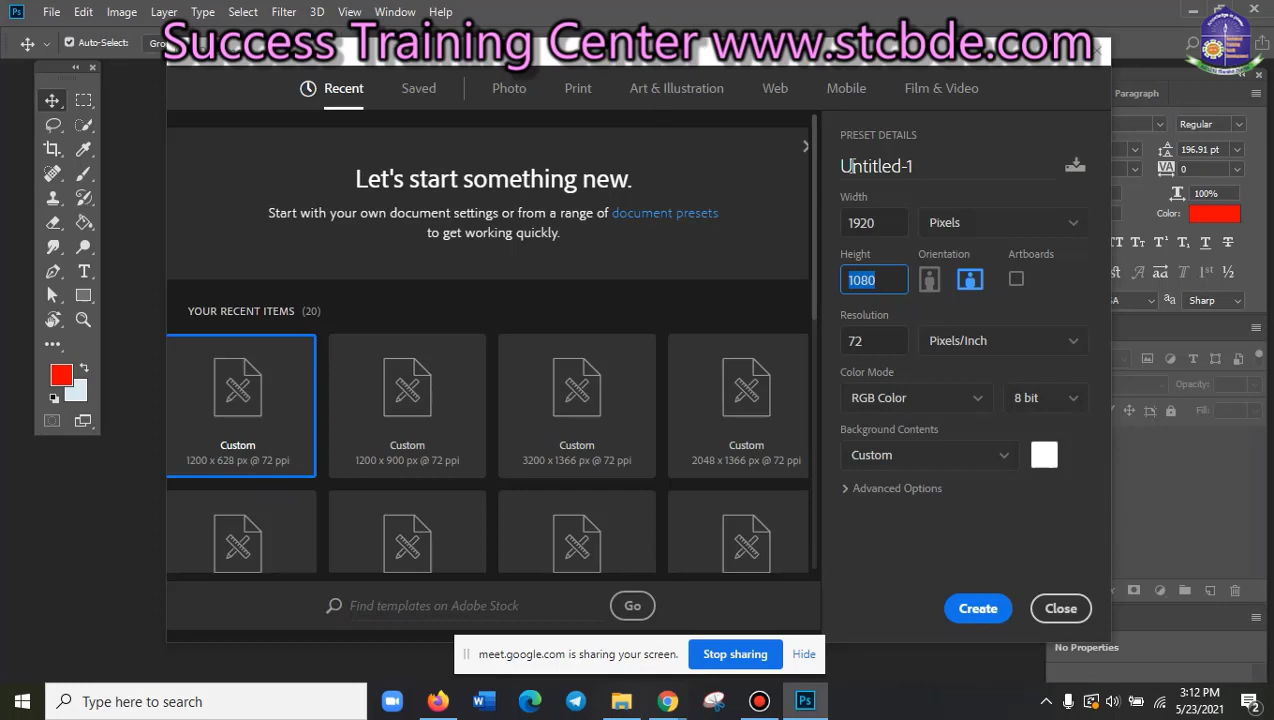 Ps File Edit Image Layer Type Select Filter 3D View Window Help
Success Training Center www.stcbde.com
Auto-Select:
Recent Saved Photo Print Art & Illustration Web Mobile Film & Video
Paragraph
Regular
196.91 pt
0
100%
Color:
Sharp
Opacity:
Fill:
No Properties
Let's start something new.
Start with your own document settings or from a range of document presets
to get working quickly.
YOUR RECENT ITEMS (20)
Custom
1200 x 628 px @ 72 ppi
Custom
1200 x 900 px @ 72 ppi
Custom
3200 x 1366 px @ 72 ppi
Custom
2048 x 1366 px @ 72 ppi
Find templates on Adobe Stock
Go
PRESET DETAILS
Untitled-1
Width
1920 Pixels
Height Orientation Artboards
1080
Resolution
72 Pixels/Inch
Color Mode
RGB Color 8 bit
Background Contents
Custom
Advanced Options
Create Close
meet.google.com is sharing your screen. Stop sharing Hide
Type here to search
3:12 PM
5/23/2021
2